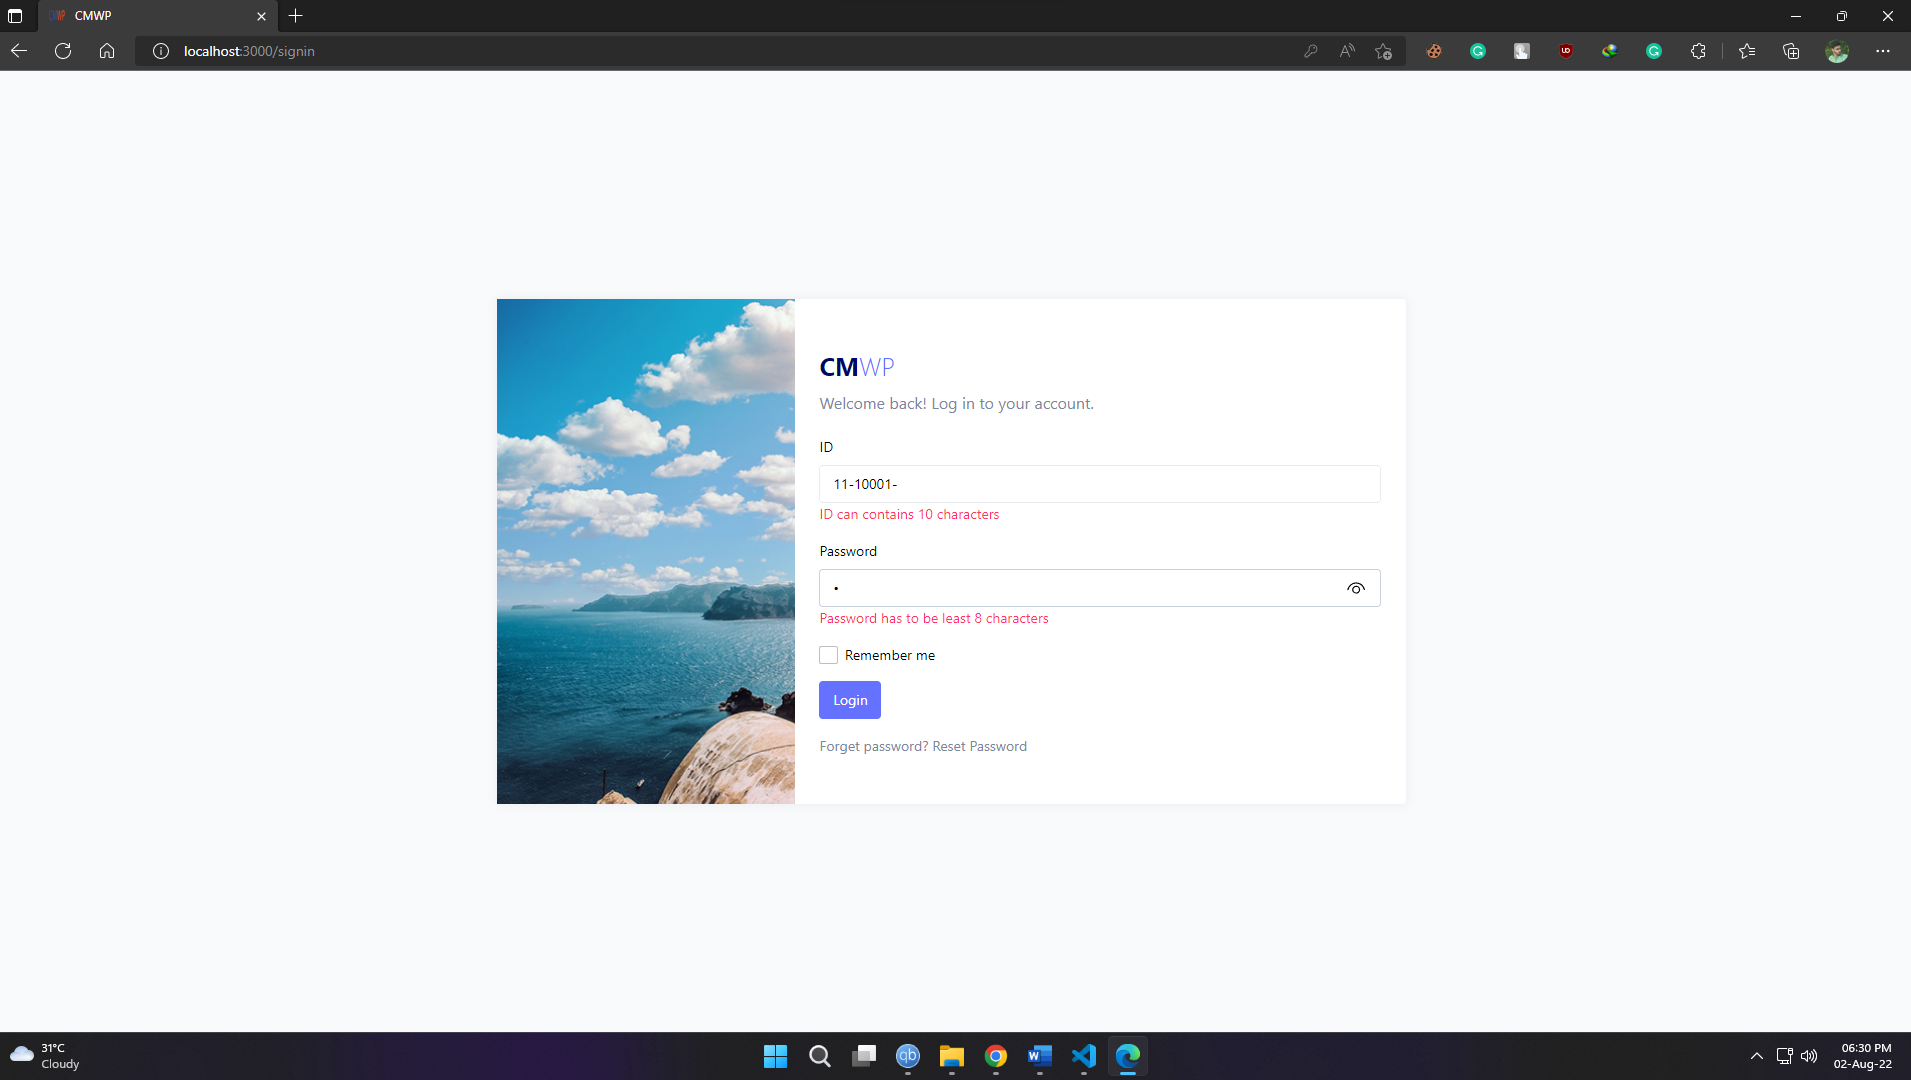 CMWP
localhost:3000/signin
CMWP
Welcome back! Log in to your account.
ID
11-10001-
ID can contains 10 characters
Password
•
Password has to be least 8 characters
Remember me
Login
Forget password? Reset Password
31°C
Cloudy
06:30 PM
02-Aug-22